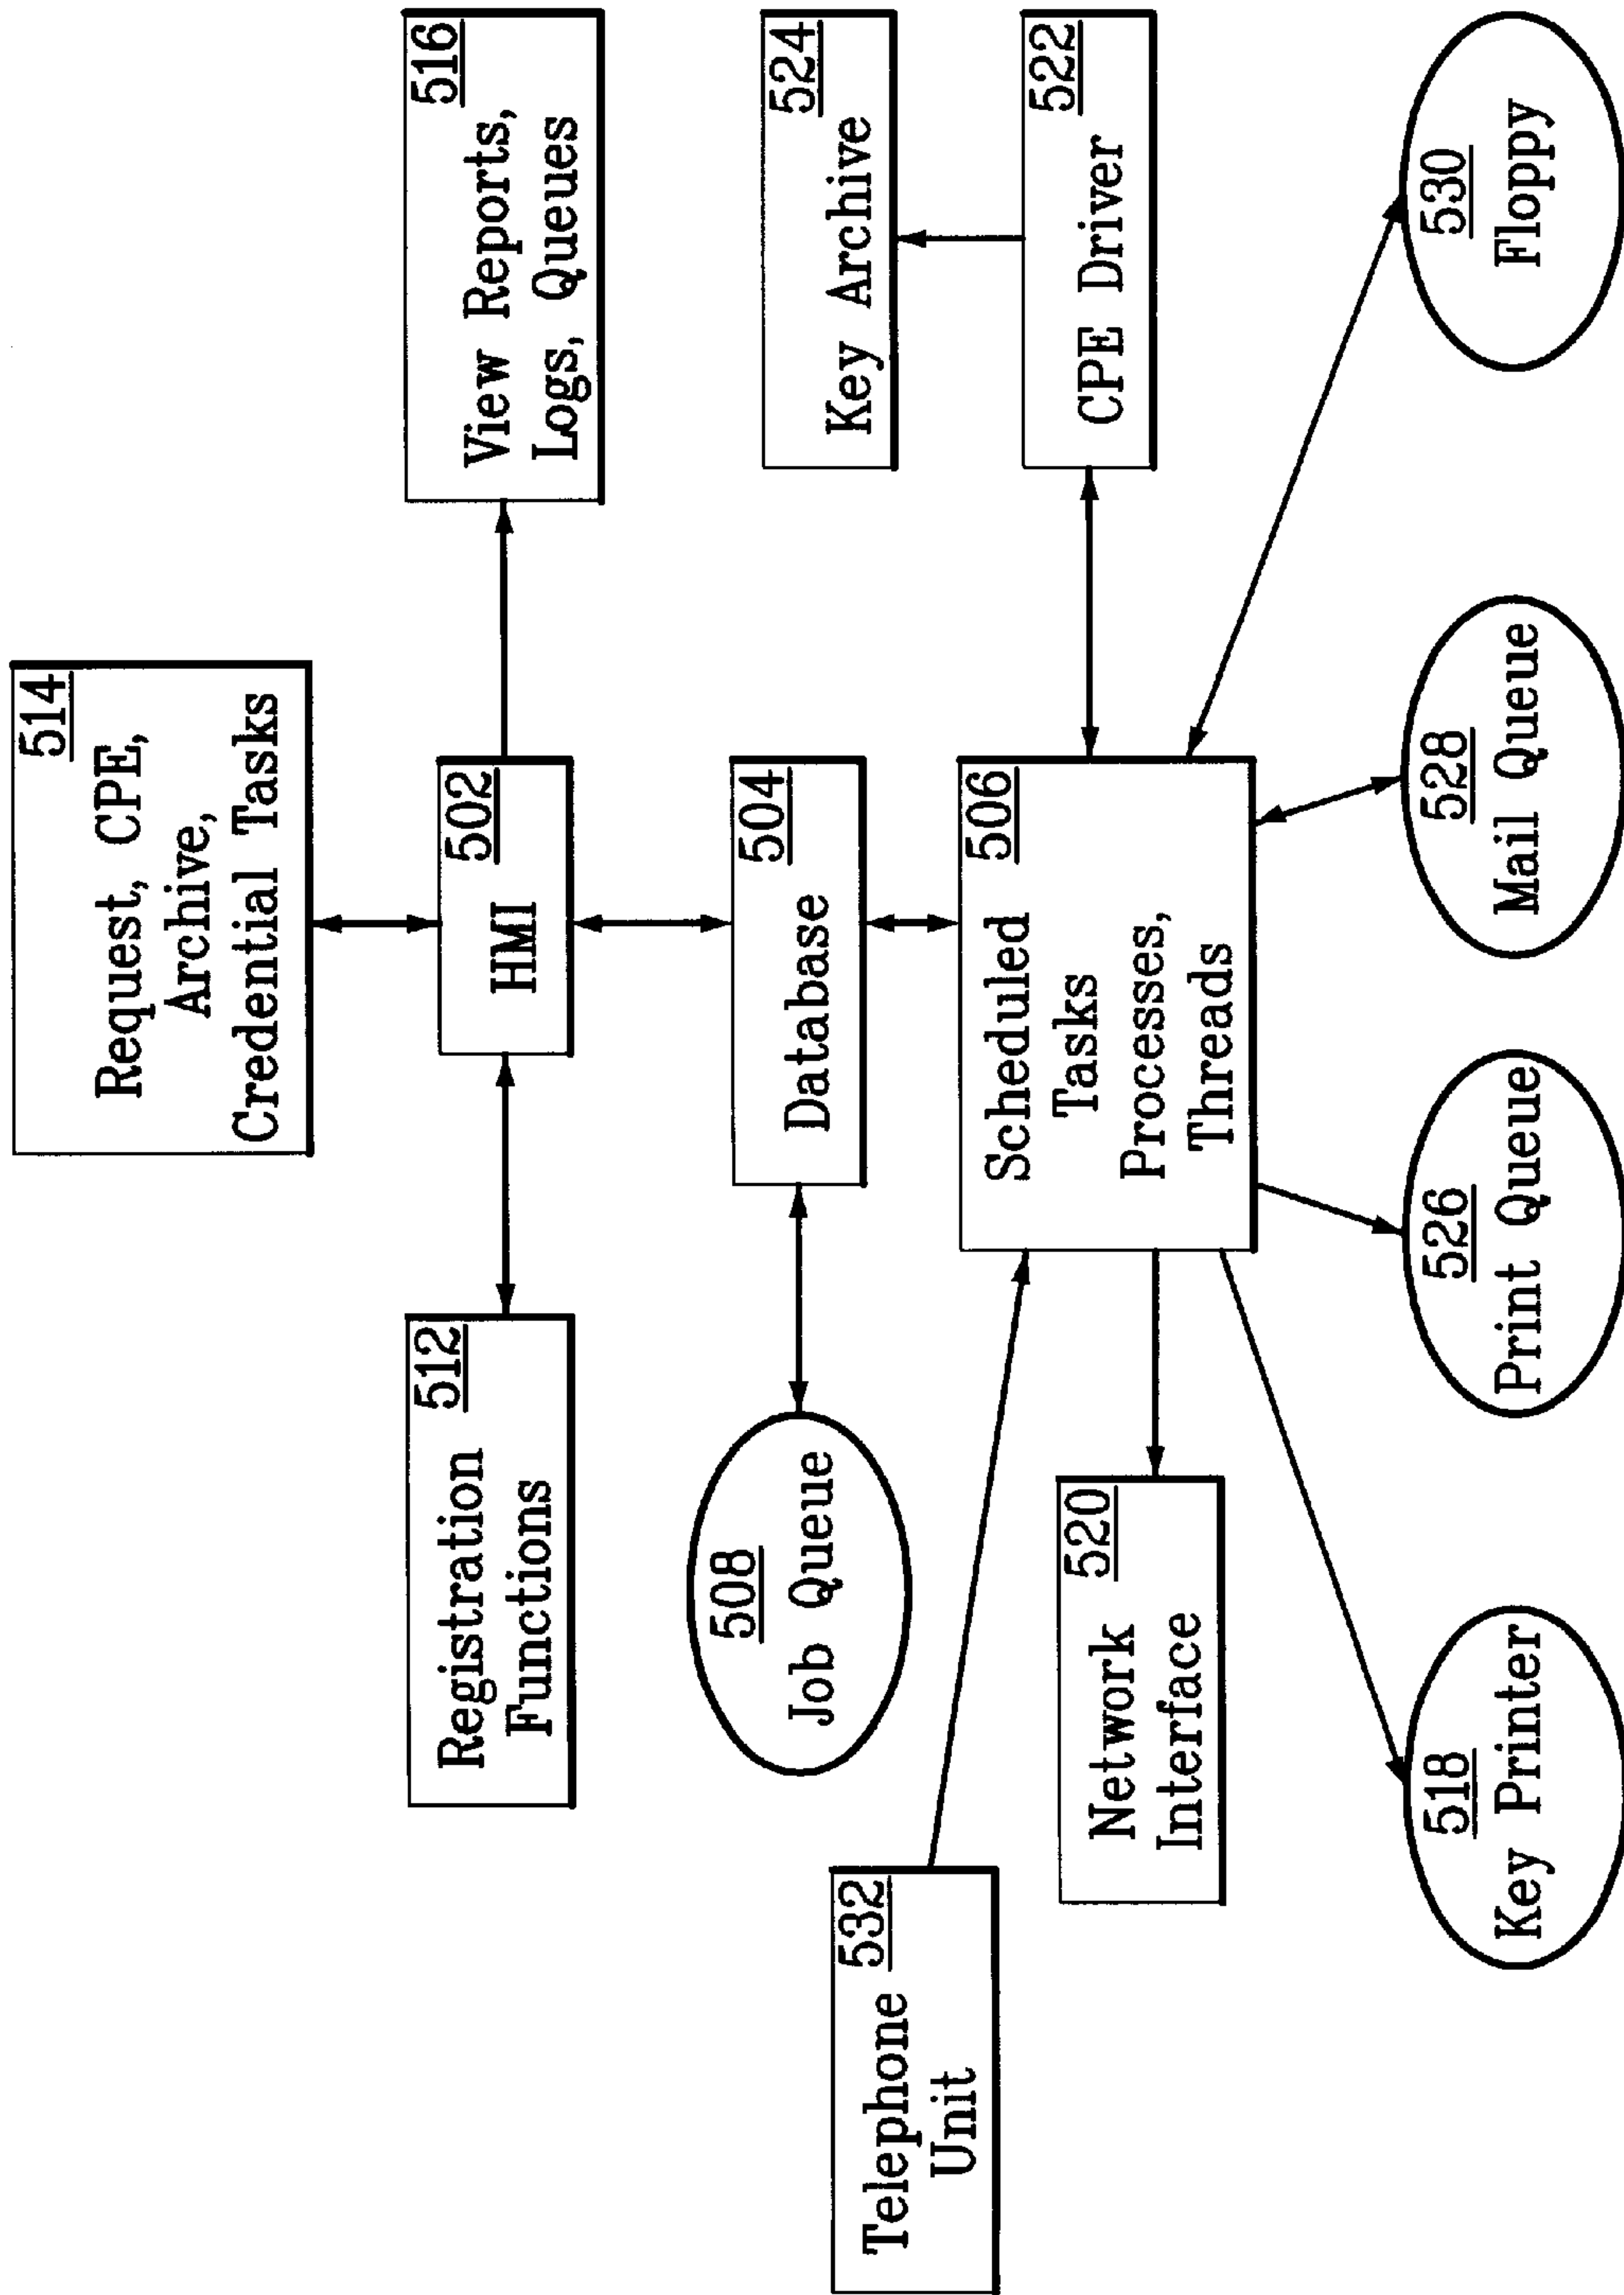 514
Request, CPE,
Archive,
Credential Tasks
512
Registration
Functions
502
HMI
516
View Reports,
Logs, Queues
508
Job Queue
504
Database
524
Key Archive
532
Telephone
Unit
506
Scheduled
Tasks
Processes,
Threads
522
CPE Driver
520
Network
Interface
518
Key Printer
526
Print Queue
528
Mail Queue
530
Floppy